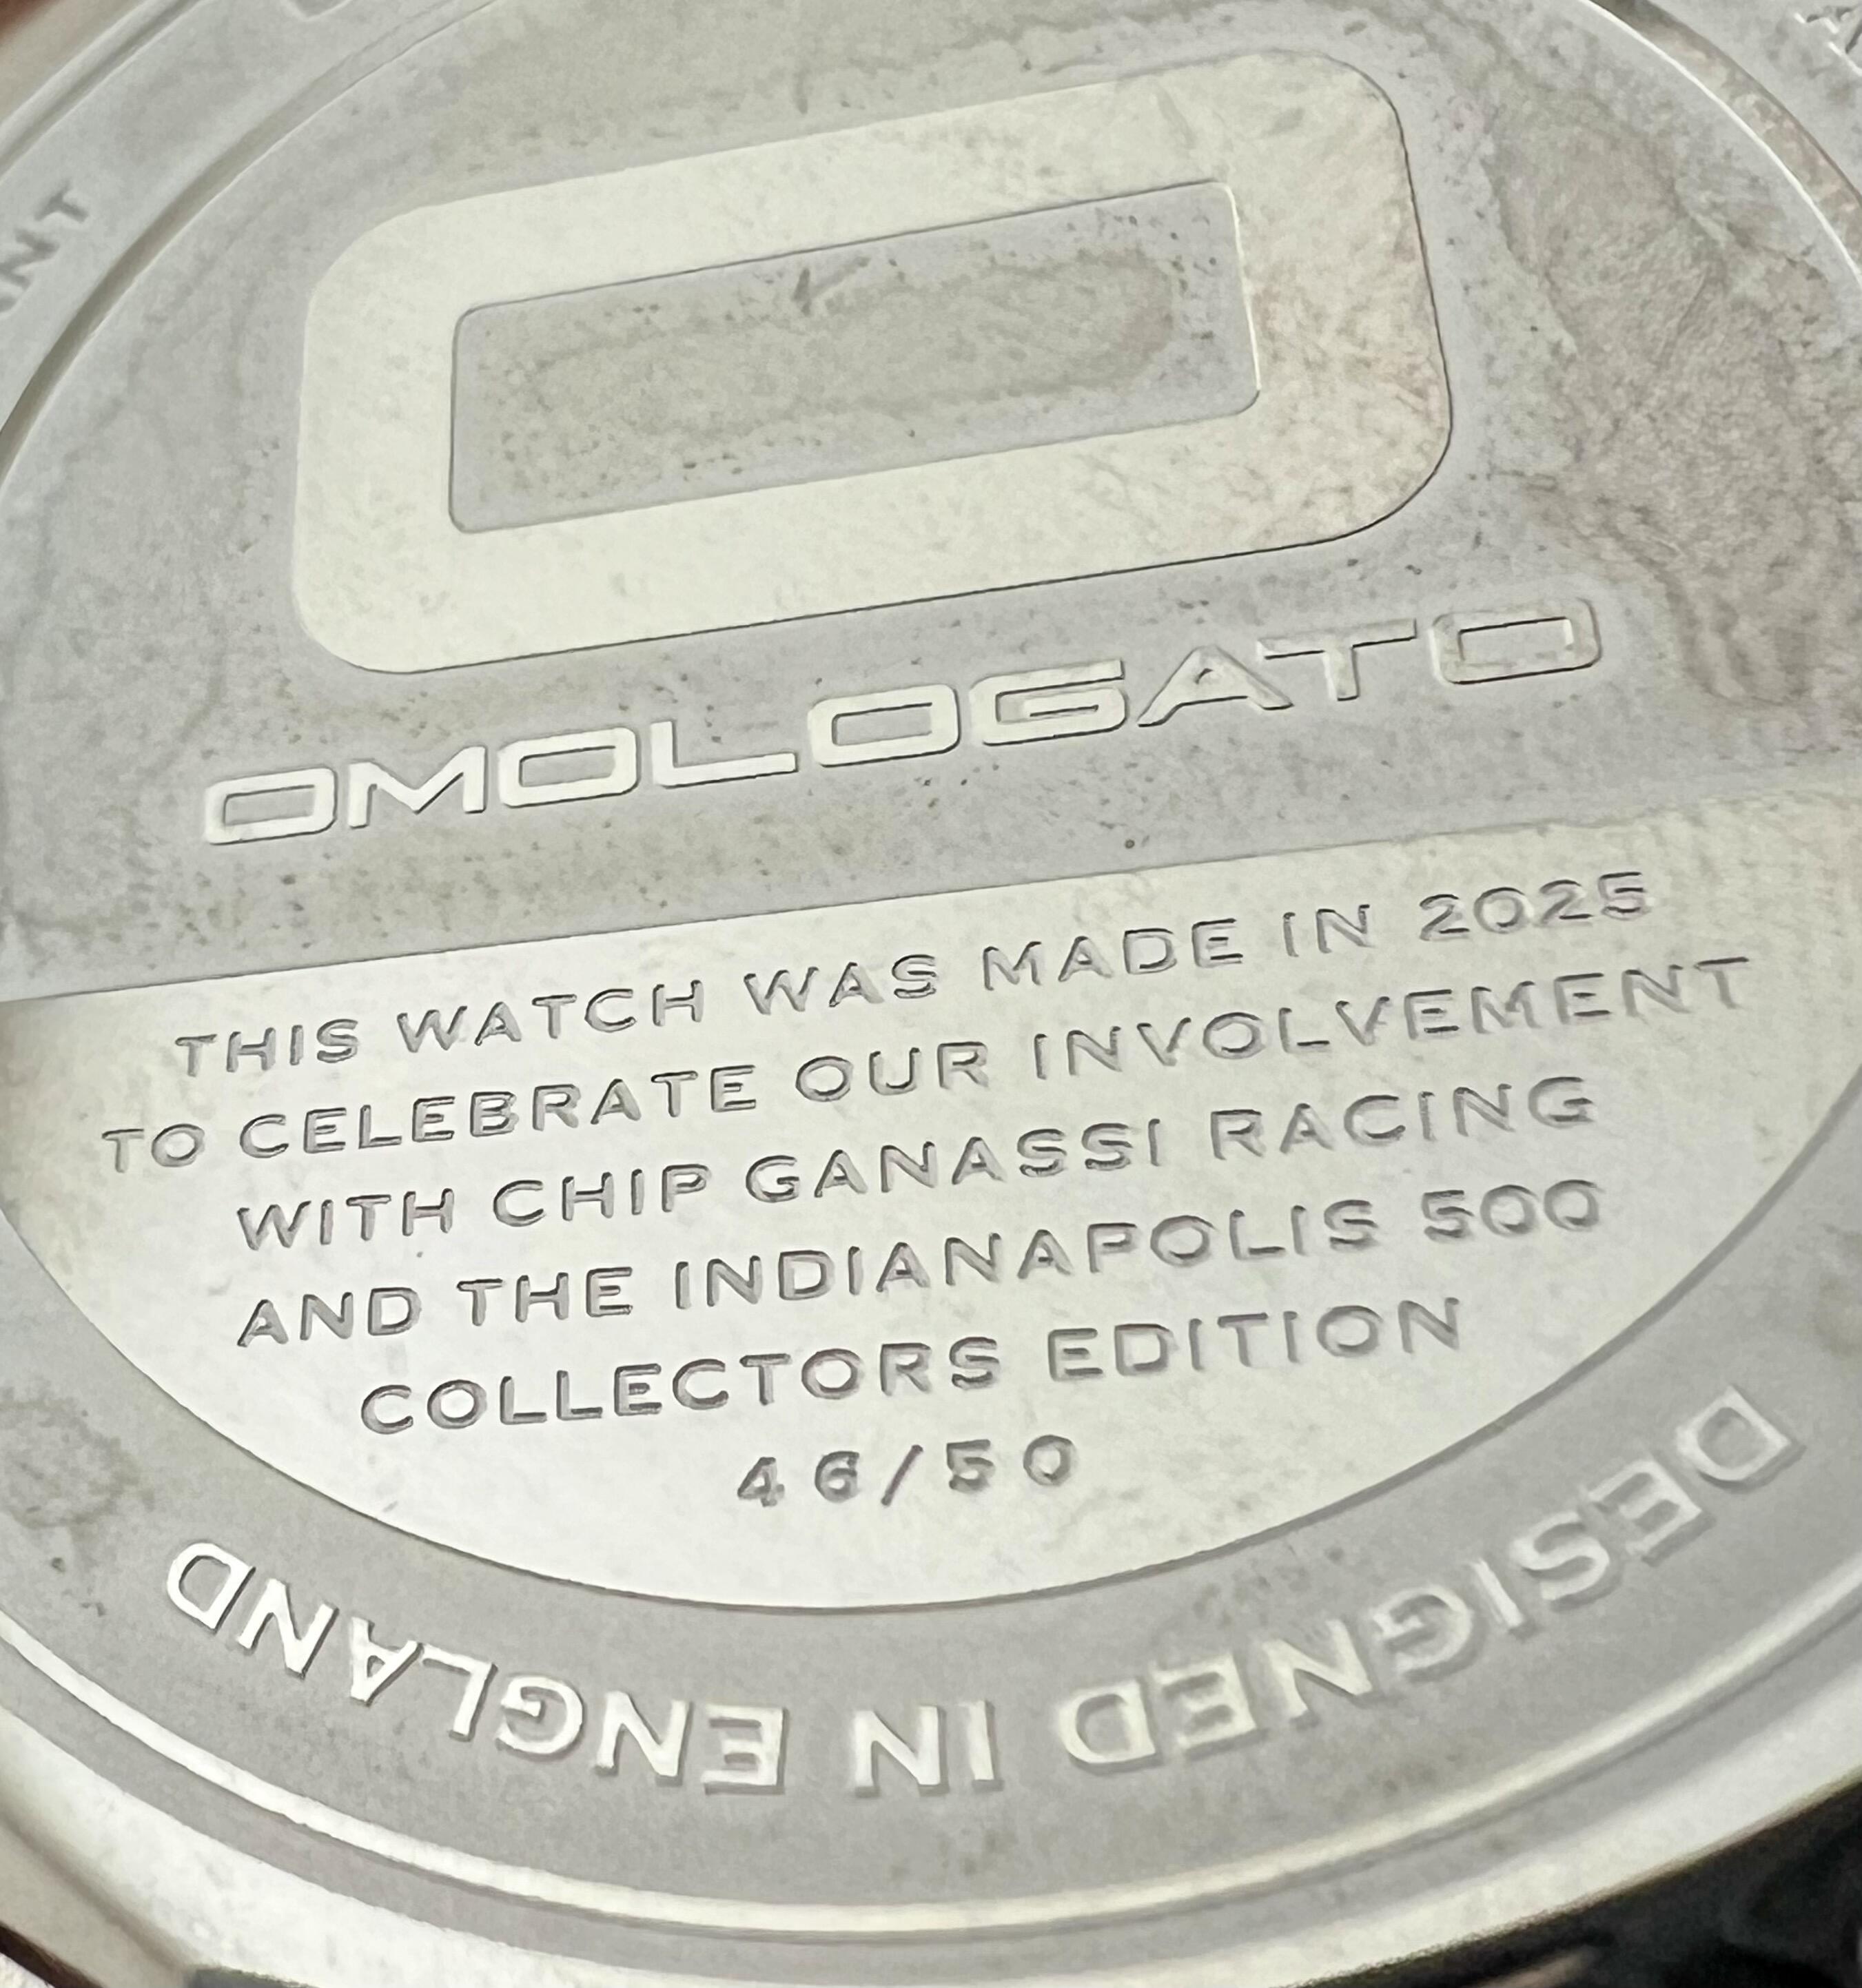 OMOLOGATO
THIS WATCH WAS MADE IN 2025
TO CELEBRATE OUR INVOLVEMENT
WITH CHIP GANASSI RACING
AND THE INDIANAPOLIS 500
COLLECTORS EDITION
46/50
DESIGNED IN ENGLAND